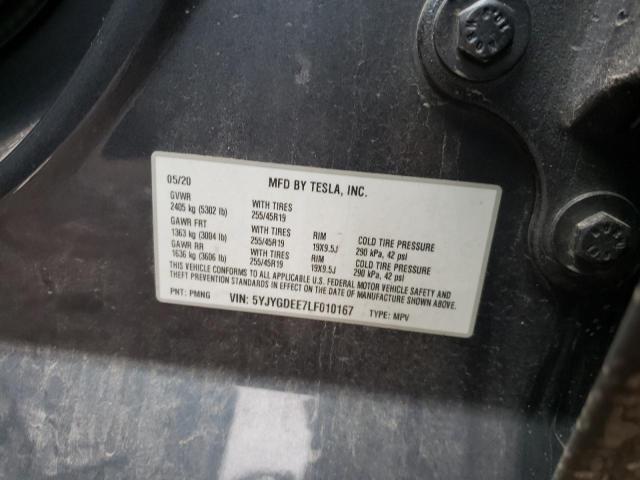 05/20 MFD BY TESLA, INC.
GVWR WITH TIRES
2405 kg (5302 lb) 255/45R19
GAWR FRT WITH TIRES RIM COLD TIRE PRESSURE
1363 kg (3004 lb) 255/45R19 19X9.5J 290 kPa, 42 psi
GAWR RR WITH TIRES RIM COLD TIRE PRESSURE
1636 kg (3606 lb) 255/45R19 19X9.5J 290 kPa, 42 psi
THIS VEHICLE CONFORMS TO ALL APPLICABLE U.S. FEDERAL MOTOR VEHICLE SAFETY AND
THEFT PREVENTION STANDARDS IN EFFECT ON THE DATE OF MANUFACTURE SHOWN ABOVE.
PNT: PMNG VIN: 5YJYGDEE7LF010167 TYPE: MPV